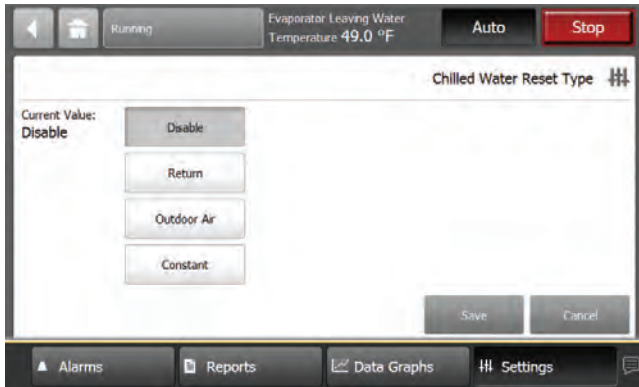 Running
Evaporator Leaving Water
Temperature 49.0 ºF
Auto
Stop
Chilled Water Reset Type
Current Value:
Disable
Disable
Return
Outdoor Air
Constant
Save
Cancel
Alarms
Reports
Data Graphs
Settings